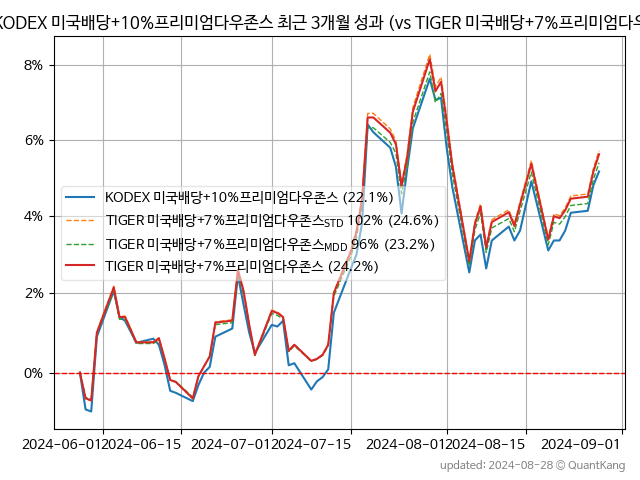 KODEX 미국배당+10%프리미엄다우존스 최근 3개월 성과 (vs TIGER 미국배당+7%프리미엄다우
8%
6%
4%
2%
0%
KODEX 미국배당+10%프리미엄다우존스 (22.1%)
TIGER 미국배당+7%프리미엄다우존스STD 102% (24.6%)
TIGER 미국배당+7%프리미엄다우존스MDD 96% (23.2%)
TIGER 미국배당+7%프리미엄다우존스 (24.2%)
2024-06-01 2024-06-15 2024-07-01 2024-07-15 2024-08-01 2024-08-15 2024-09-01
updated: 2024-08-28 © QuantKang